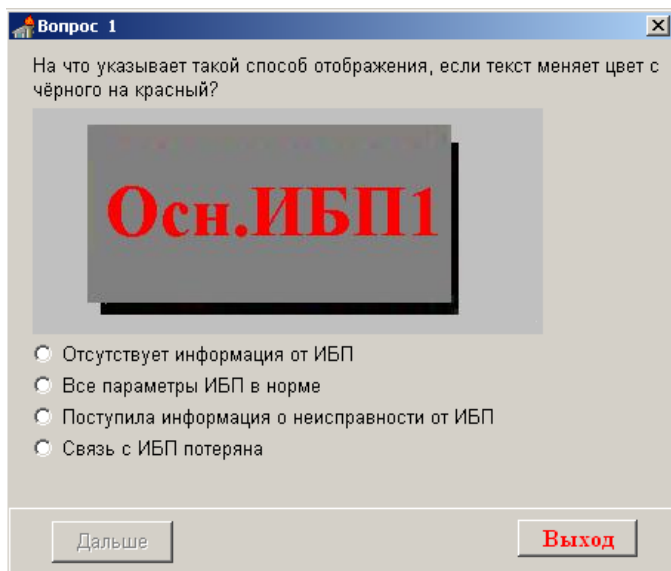 Вопрос 1
На что указывает такой способ отображения, если текст меняет цвет с
чёрного на красный?
Осн.ИБП1
Отсутствует информация от ИБП
Все параметры ИБП в норме
Поступила информация о неисправности от ИБП
Связь с ИБП потеряна
Дальше
Выход